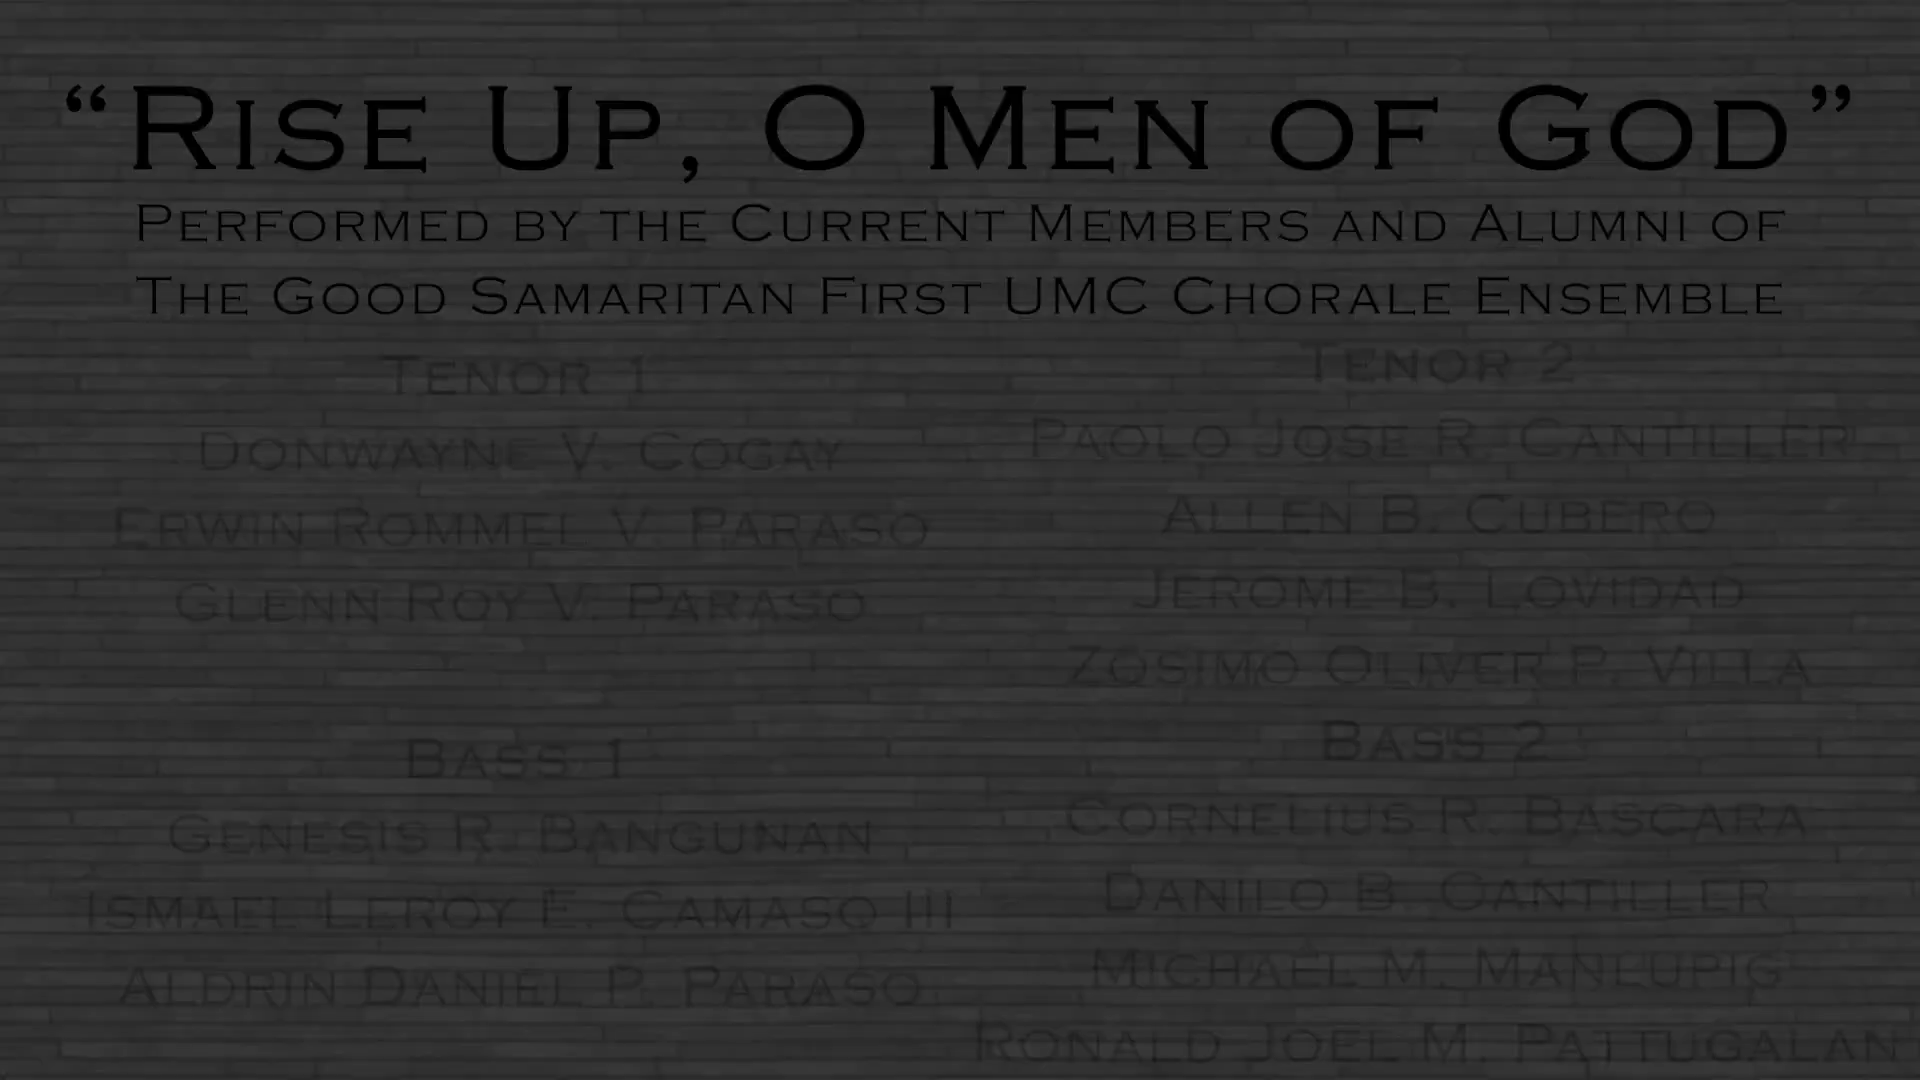 “Rise Up, O Men of God”
Performed by the Current Members and Alumni of
The Good Samaritan First UMC Chorale Ensemble
Tenor 1
Donwayne V. Cogay
Erwin Rommel V. Paraso
Glenn Roy V. Paraso
Tenor 2
Paolo Jose R. Cantiller
Allen B. Cubero
Jerome B. Lovidad
Zosimo Oliver P. Villa
Bass 1
Genesis R. Bangunan
Ismael Leroy E. Camaso III
Aldrin Daniel P. Paraso
Bass 2
Cornelius R. Bascara
Danilo B. Cantiller
Michael M. Manlupig
Ronald Joel M. Pattugalan